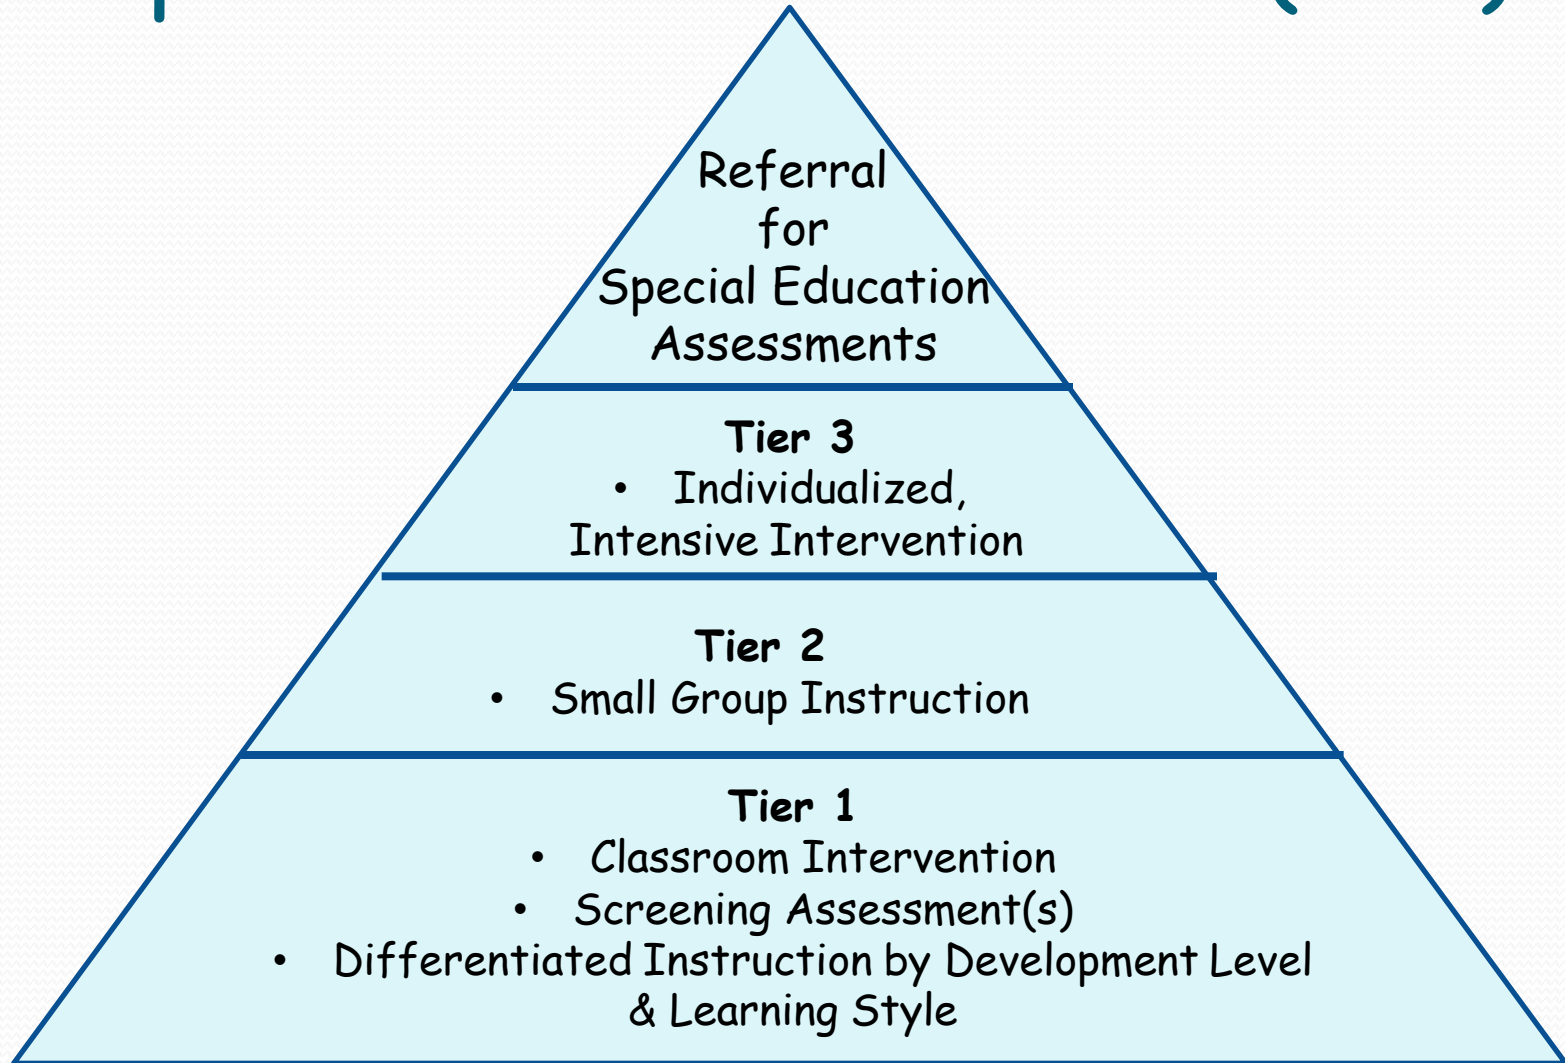 Referral
for
Special Education
Assessments
Tier 3
• Individualized,
Intensive Intervention
Tier 2
• Small Group Instruction
Tier 1
• Classroom Intervention
• Screening Assessment(s)
• Differentiated Instruction by Development Level
& Learning Style